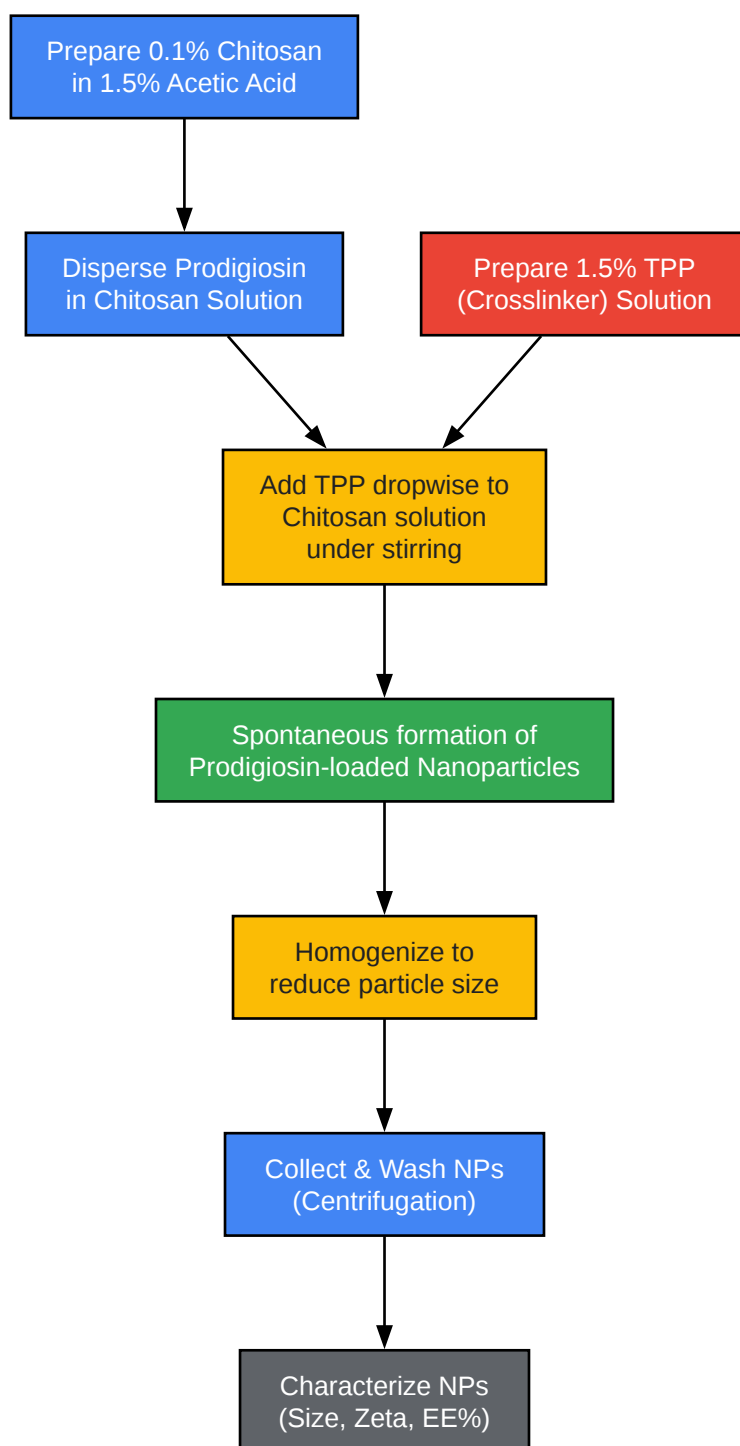 Prepare 0.1% Chitosan
in 1.5% Acetic Acid
Disperse Prodigiosin
in Chitosan Solution
Prepare 1.5% TPP
(Crosslinker) Solution
Add TPP dropwise to
Chitosan solution
under stirring
Spontaneous formation of
Prodigiosin-loaded Nanoparticles
Homogenize to
reduce particle size
Collect & Wash NPs
(Centrifugation)
Characterize NPs
(Size, Zeta, EE%)